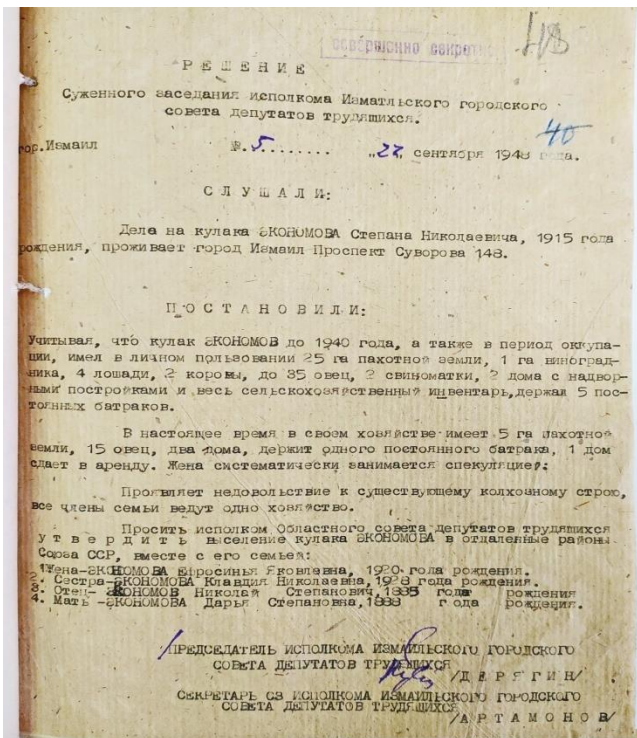 совершенно секретно
418
РЕШЕНИЕ
Суженного заседания исполкома Изматльского городского
совета депутатов трудящихся.
40
гор.Измаил №.5........ „22„ сентября 1948 года.
СЛУШАЛИ:
Дела на кулака ЭКОНОМОВА Степана Николаевича, 1915 года
рождения, проживает город Измаил Проспект Суворова 148.
ПОСТАНОВИЛИ:
Учитывая, что кулак ЭКОНОМОВ до 1940 года, а также в период оккупа-
ции, имел в личном пользовании 25 га пахотной земли, 1 га виноград-
ника, 4 лошади, 2 коровы, до 35 овец, 2 свиноматки, 2 дома с надвор-
ными постройками и весь сельскохозяйственный инвентарь,держал 5 пос-
тоянных батраков.
В настоящее время в своем хозяйстве имеет 5 га пахотной
земли, 15 овец, два дома, держит одного постоянного батрака, 1 дом
сдает в аренду. Жена систематически занимается спекуляцией;
Проявляет недовольствие к существующему колхозному строю,
все члены семьи ведут одно хозяйство.
Просить исполком Областного совета депутатов трудящихся
утвердить выселение кулака ЭКОНОМОВА в отдаленные районы
Союза ССР, вместе с его семьей:
1.Жена-ЭКОНОМОВА Ефросинья Яковлевна, 1920 года рождения.
2. Сестра-ЭКОНОМОВА Клавдия Николаевна,1928 года рождения.
3. Отец-ЭКОНОМОВ Николай Степанович,1885 года рождения
4. Мать -ЭКОНОМОВА Дарья Степановна,1888 года рождения.
ПРЕДСЕДАТЕЛЬ ИСПОЛКОМА ИЗМАИЛЬСКОГО ГОРОДСКОГО
СОВЕТА ДЕПУТАТОВ ТРУДЯЩИХСЯ
/ДЕРЯГИН/
СЕКРЕТАРЬ ИСПОЛКОМА ИЗМАИЛЬСКОГО ГОРОДСКОГО
СОВЕТА ДЕПУТАТОВ ТРУДЯЩИХСЯ
/АРТАМОНОВ/